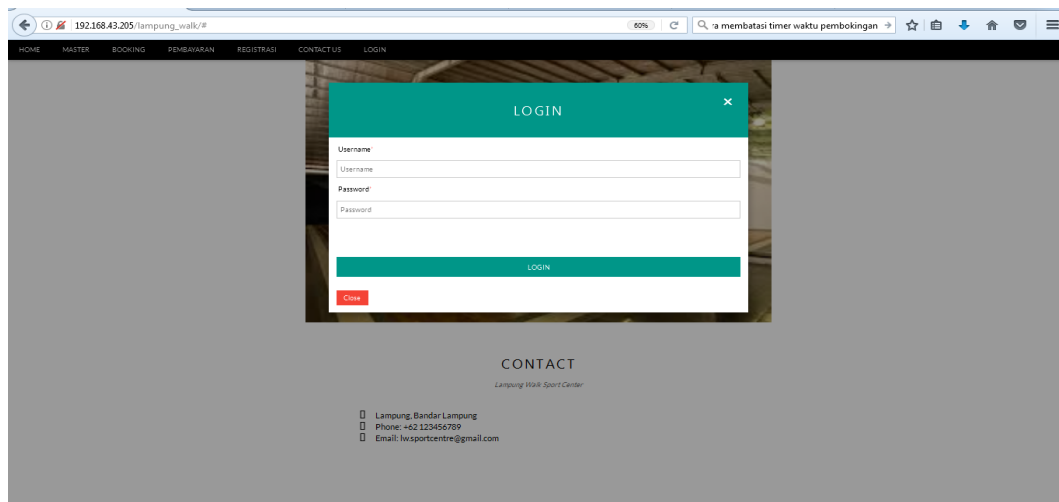 192.168.43.205/lampung_walk/#
60%
ra membatasi timer waktu pembokingan
HOME MASTER BOOKING PEMBAYARAN REGISTRASI CONTACT US LOGIN
LOGIN
×
Username*
Username
Password*
Password
LOGIN
Close
CONTACT
Lampung Walk Sport Center
Lampung, Bandar Lampung
Phone: +62 123456789
Email: lw.sportcentre@gmail.com